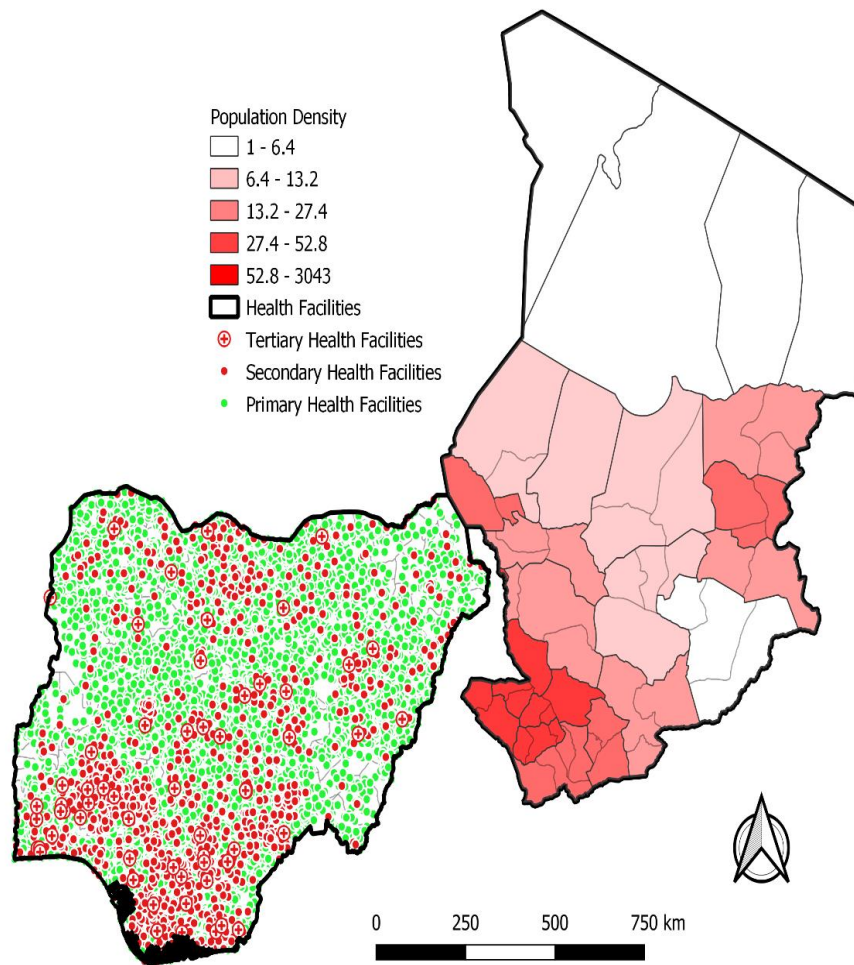 Population Density
1 - 6.4
6.4 - 13.2
13.2 - 27.4
27.4 - 52.8
52.8 - 3043
Health Facilities
Tertiary Health Facilities
Secondary Health Facilities
Primary Health Facilities
0 250 500 750 km